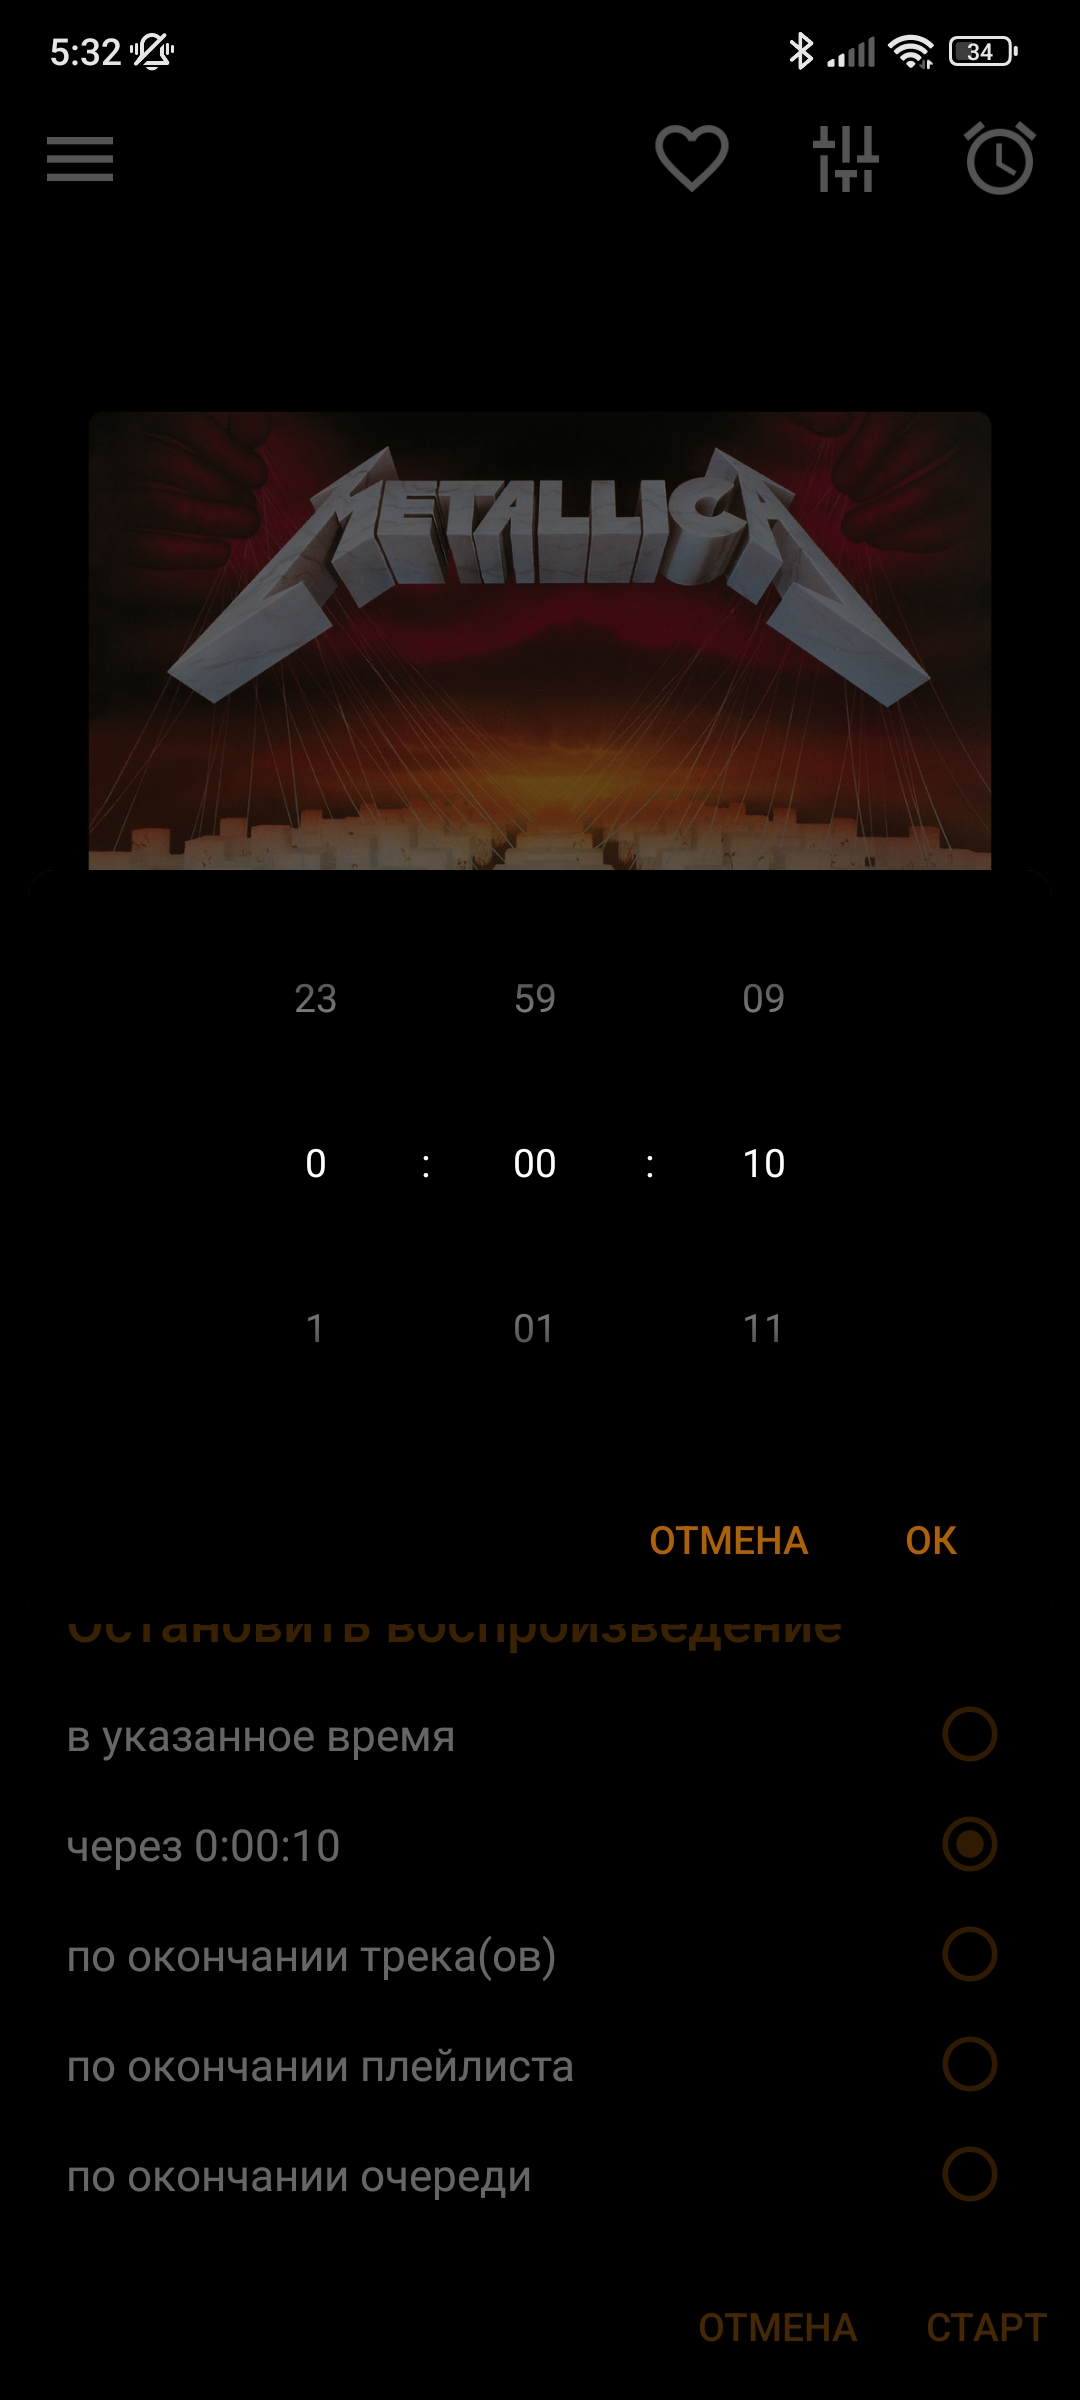 5:32
34
METALLICA
23 59 09
0 : 00 : 10
1 01 11
ОТМЕНА ОК
Остановить воспроизведение
в указанное время
через 0:00:10
по окончании трека(ов)
по окончании плейлиста
по окончании очереди
ОТМЕНА СТАРТ